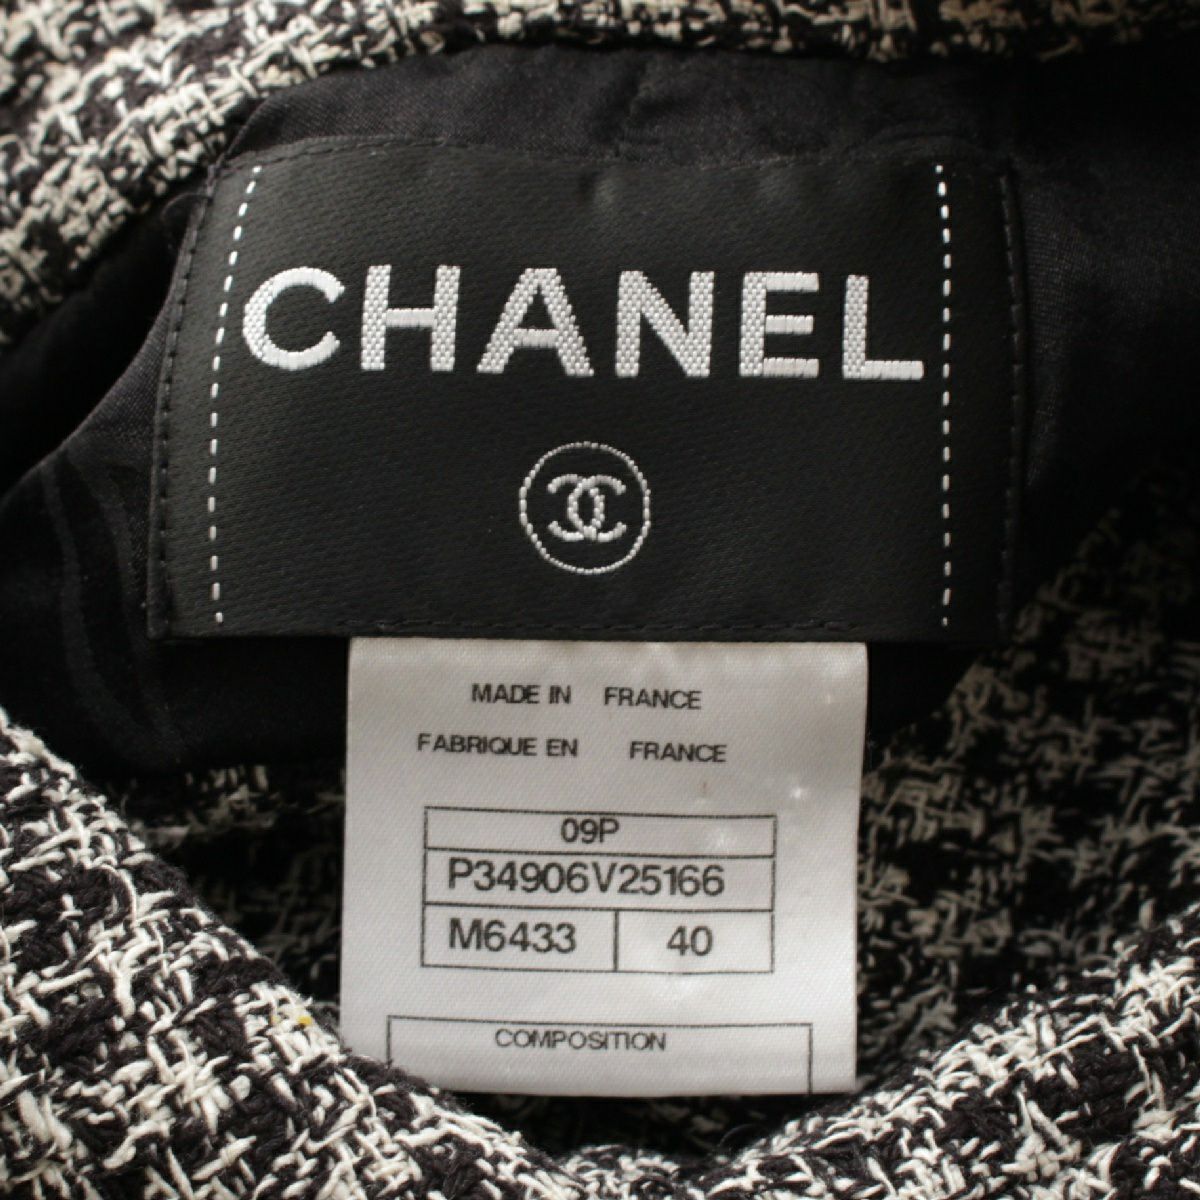 CHANEL
MADE IN FRANCE
FABRIQUE EN FRANCE
09P
P34906V25166
M6433 40
COMPOSITION